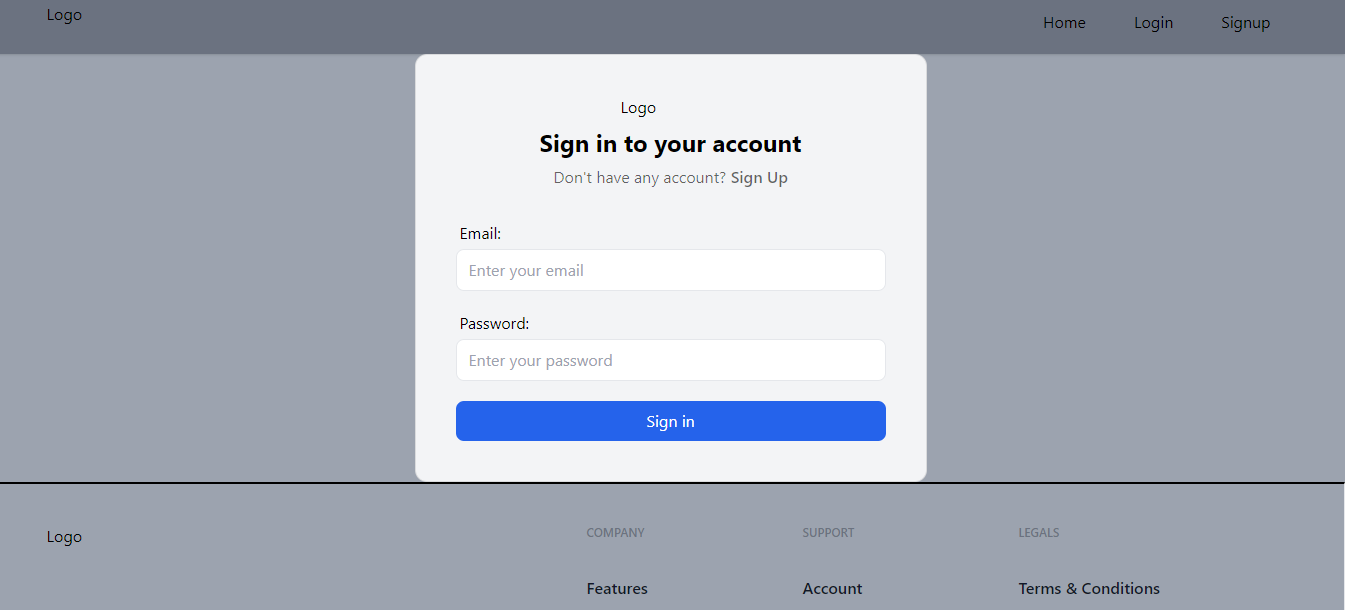 Logo
Home Login Signup
Logo
Sign in to your account
Don't have any account? Sign Up
Email:
Enter your email
Password:
Enter your password
Sign in
Logo
COMPANY SUPPORT LEGALS
Features Account Terms & Conditions